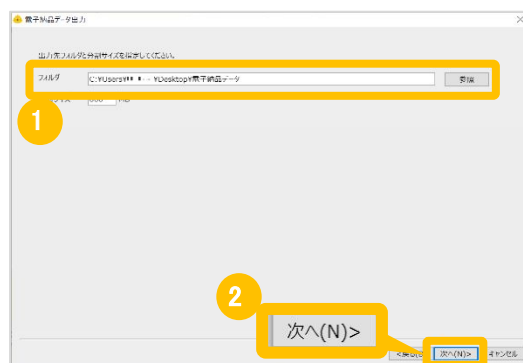 電子納品データ出力
出力先フォルダと分割サイズを指定してください。
フォルダ C:¥Users¥ ¥Desktop¥電子納品データ 参照
1
2
次へ(N)>
次へ(N)> キャンセル